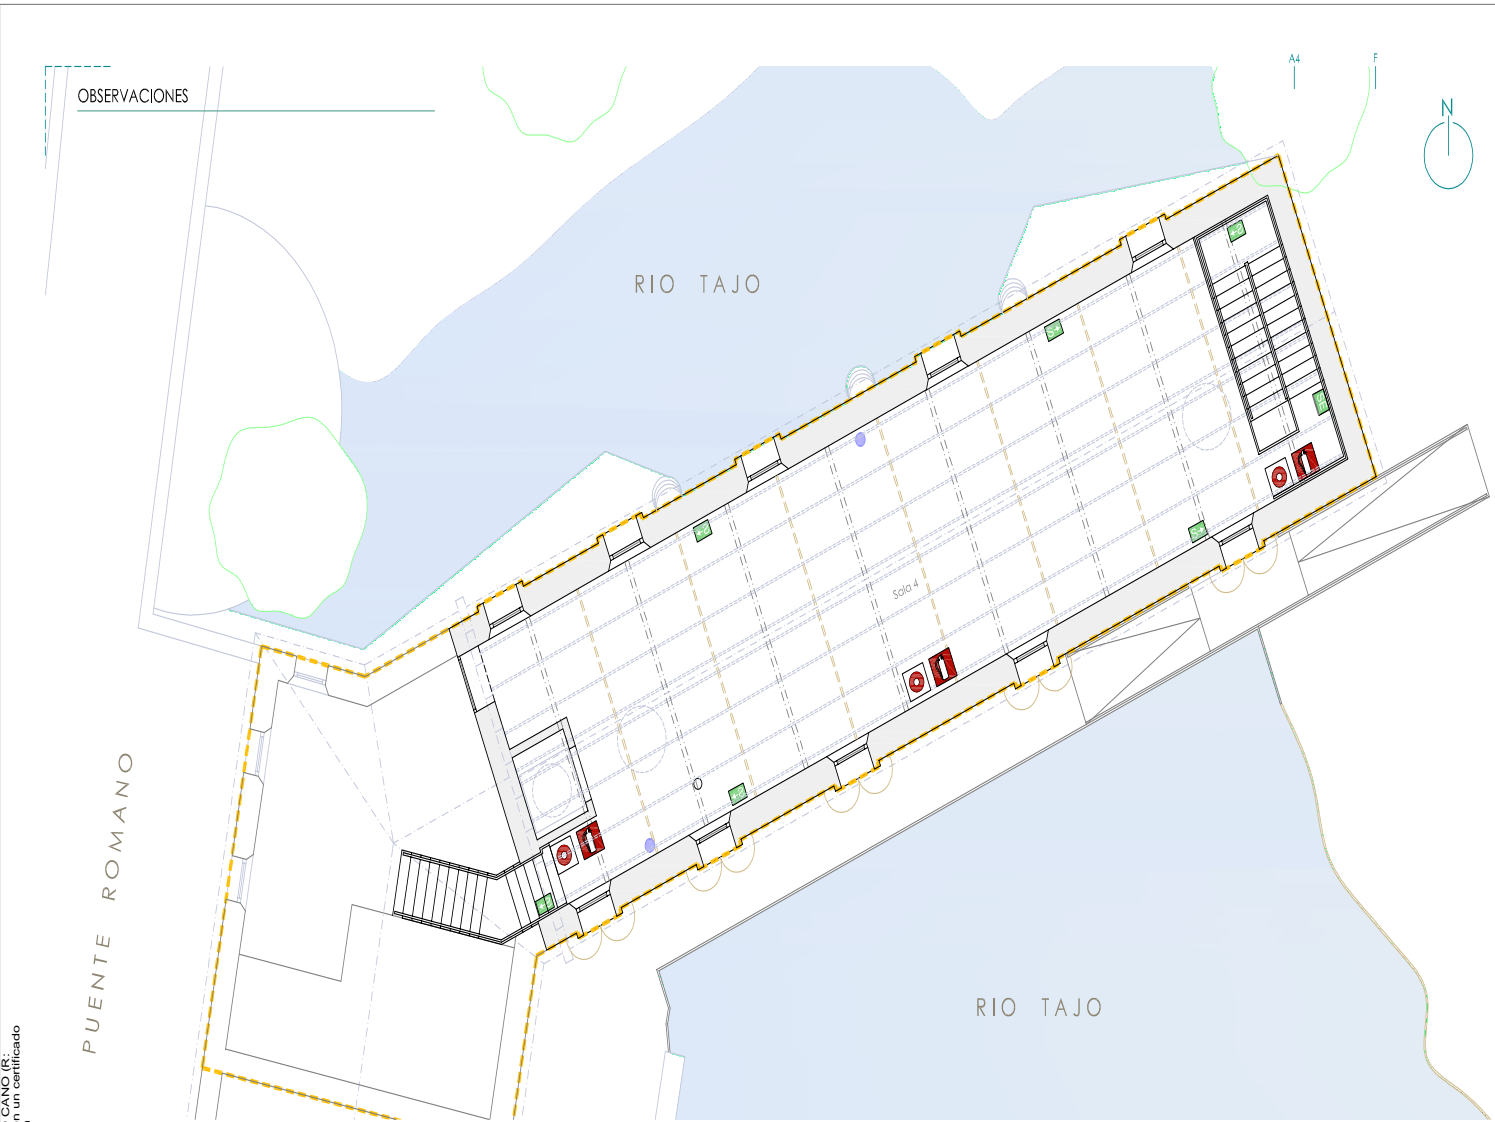 A4
F
OBSERVACIONES
N
RIO TAJO
Sala 4
PUENTE ROMANO
RIO TAJO
CANO (R:
n un certificado